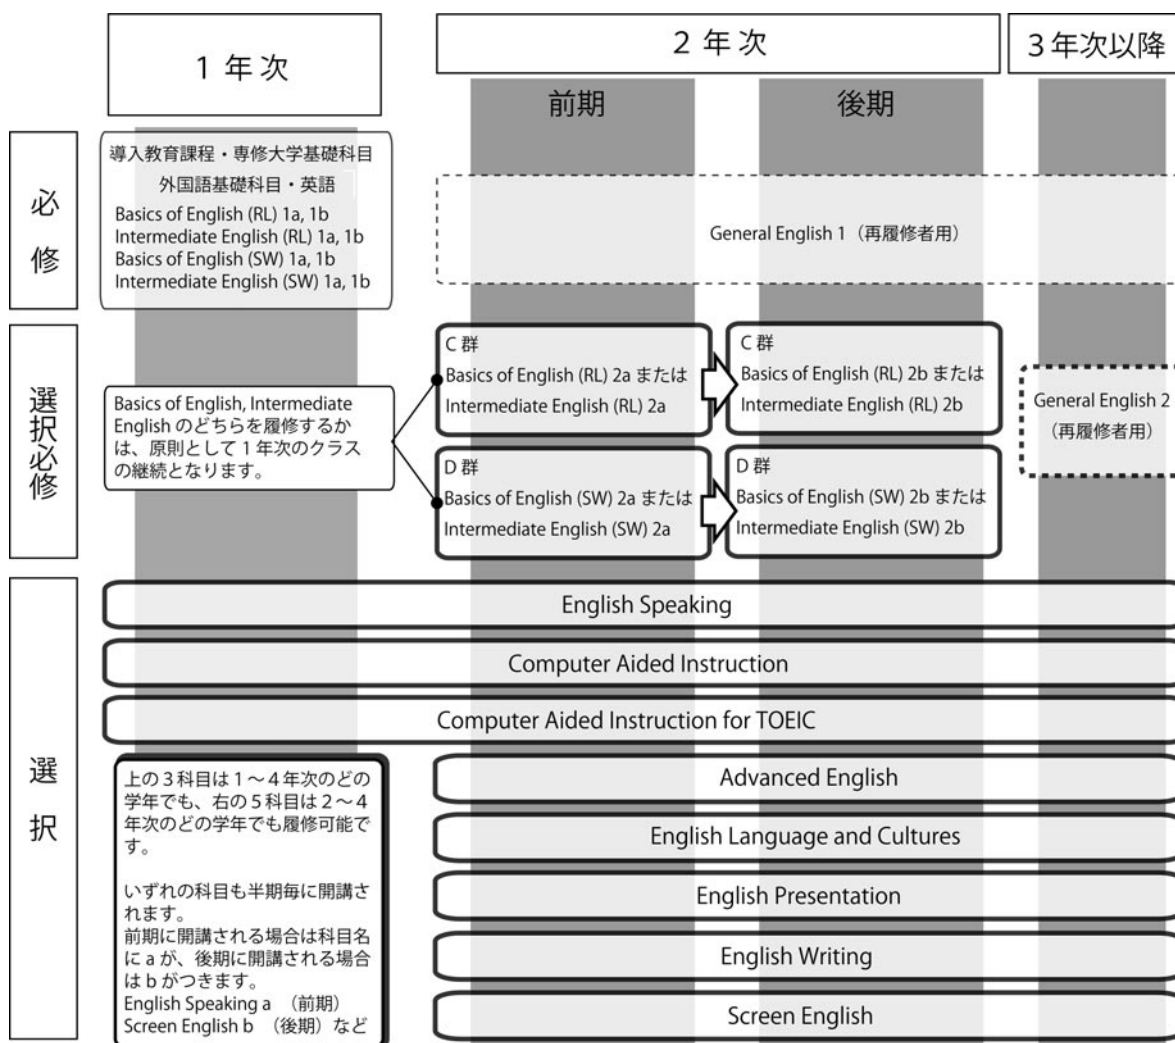 1 年 次
2 年 次
3 年次以降
前期
後期
必修
導入教育課程・専修大学基礎科目
外国語基礎科目・英語
Basics of English (RL) 1a, 1b
Intermediate English (RL) 1a, 1b
Basics of English (SW) 1a, 1b
Intermediate English (SW) 1a, 1b
General English 1（再履修者用）
選択必修
Basics of English, Intermediate
English のどちらを履修するか
は、原則として 1 年次のクラス
の継続となります。
C 群
Basics of English (RL) 2a または
Intermediate English (RL) 2a
C 群
Basics of English (RL) 2b または
Intermediate English (RL) 2b
D 群
Basics of English (SW) 2a または
Intermediate English (SW) 2a
D 群
Basics of English (SW) 2b または
Intermediate English (SW) 2b
General English 2
（再履修者用）
選択
English Speaking
Computer Aided Instruction
Computer Aided Instruction for TOEIC
上の 3 科目は 1～4 年次のどの
学年でも、右の 5 科目は 2～4
年次のどの学年でも履修可能で
す。
いずれの科目も半期毎に開講さ
れます。
前期に開講される場合は科目名
に a が、後期に開講される場合
は b がつきます。
English Speaking a （前期）
Screen English b （後期）など
Advanced English
English Language and Cultures
English Presentation
English Writing
Screen English